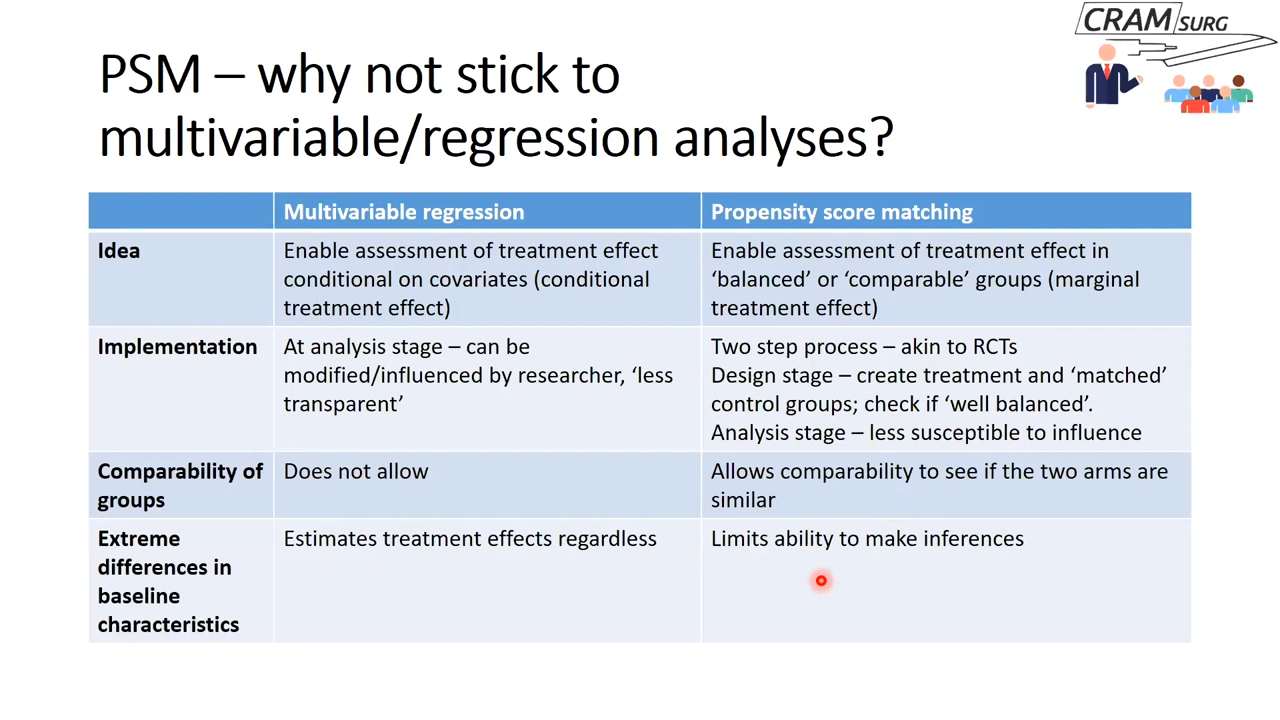 CRAM SURG
PSM – why not stick to
multivariable/regression analyses?
Multivariable regression
Propensity score matching
Idea
Enable assessment of treatment effect
conditional on covariates (conditional
treatment effect)
Enable assessment of treatment effect in
‘balanced’ or ‘comparable’ groups (marginal
treatment effect)
Implementation
At analysis stage – can be
modified/influenced by researcher, ‘less
transparent’
Two step process – akin to RCTs
Design stage – create treatment and ‘matched’
control groups; check if ‘well balanced’.
Analysis stage – less susceptible to influence
Comparability of
groups
Does not allow
Allows comparability to see if the two arms are
similar
Extreme
differences in
baseline
characteristics
Estimates treatment effects regardless
Limits ability to make inferences